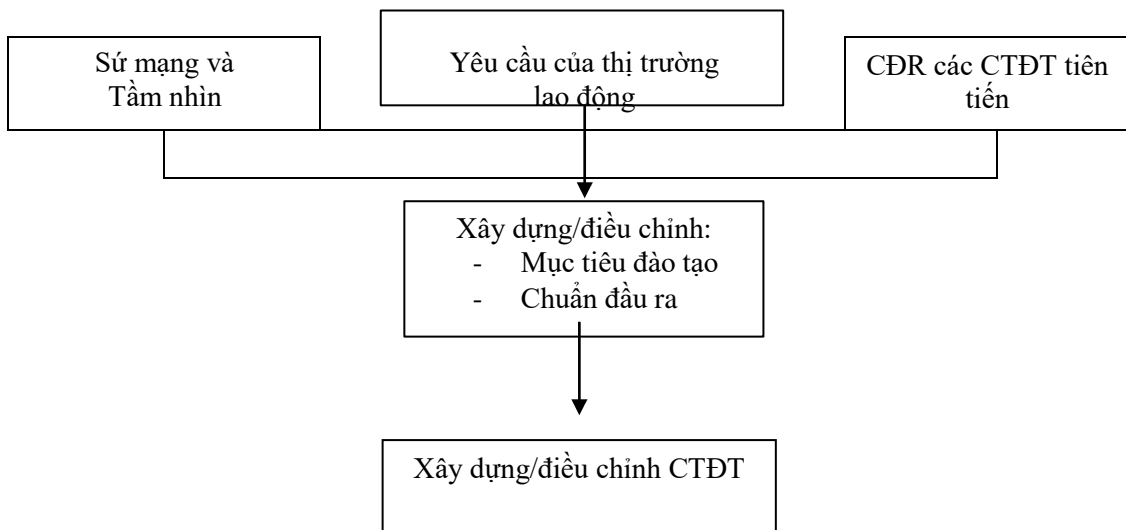 Sứ mạng và
Tầm nhìn
Yêu cầu của thị trường
lao động
CĐR các CTĐT tiên
tiến
Xây dựng/điều chỉnh:
- Mục tiêu đào tạo
- Chuẩn đầu ra
Xây dựng/điều chỉnh CTĐT